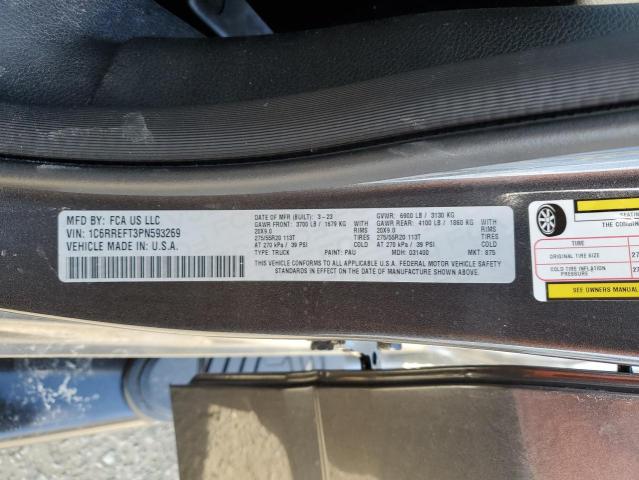 MFD BY: FCA US LLC
VIN: 1C6RREFT3PN593269
VEHICLE MADE IN: U.S.A.
DATE OF MFR (BUILT): 3-23
GVWR: 6900 LB / 3130 KG
GAWR FRONT: 3700 LB / 1679 KG WITH
GAWR REAR: 4100 LB / 1860 KG WITH
20X9.0 RIMS
20X9.0 RIMS
275/55R20 113T TIRES
275/55R20 113T TIRES
AT 270 kPa / 39 PSI COLD
AT 270 kPa / 39 PSI COLD
TYPE: TRUCK PAINT: PAU MDH: 031400 MKT: 875
THIS VEHICLE CONFORMS TO ALL APPLICABLE U.S.A. FEDERAL MOTOR VEHICLE SAFETY
STANDARDS IN EFFECT ON THE DATE OF MANUFACTURE SHOWN ABOVE.
SEATING
The combin
TIRE
ORIGINAL TIRE SIZE 27
COLD TIRE INFLATION PRESSURE 27
SEE OWNERS MANUAL